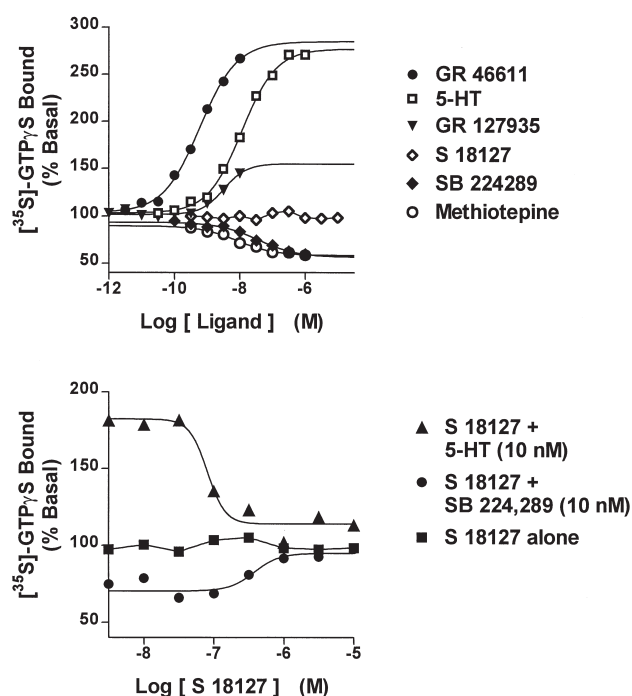 300
250
200
150
100
50
[³⁵S]-GTPγS Bound
(% Basal)
-12
-10
-8
-6
Log [ Ligand ] (M)
GR 46611
5-HT
GR 127935
S 18127
SB 224289
Methiotepine
200
150
100
50
[³⁵S]-GTPγS Bound
(% Basal)
-8
-7
-6
-5
Log [ S 18127 ] (M)
S 18127 +
5-HT (10 nM)
S 18127 +
SB 224,289 (10 nM)
S 18127 alone